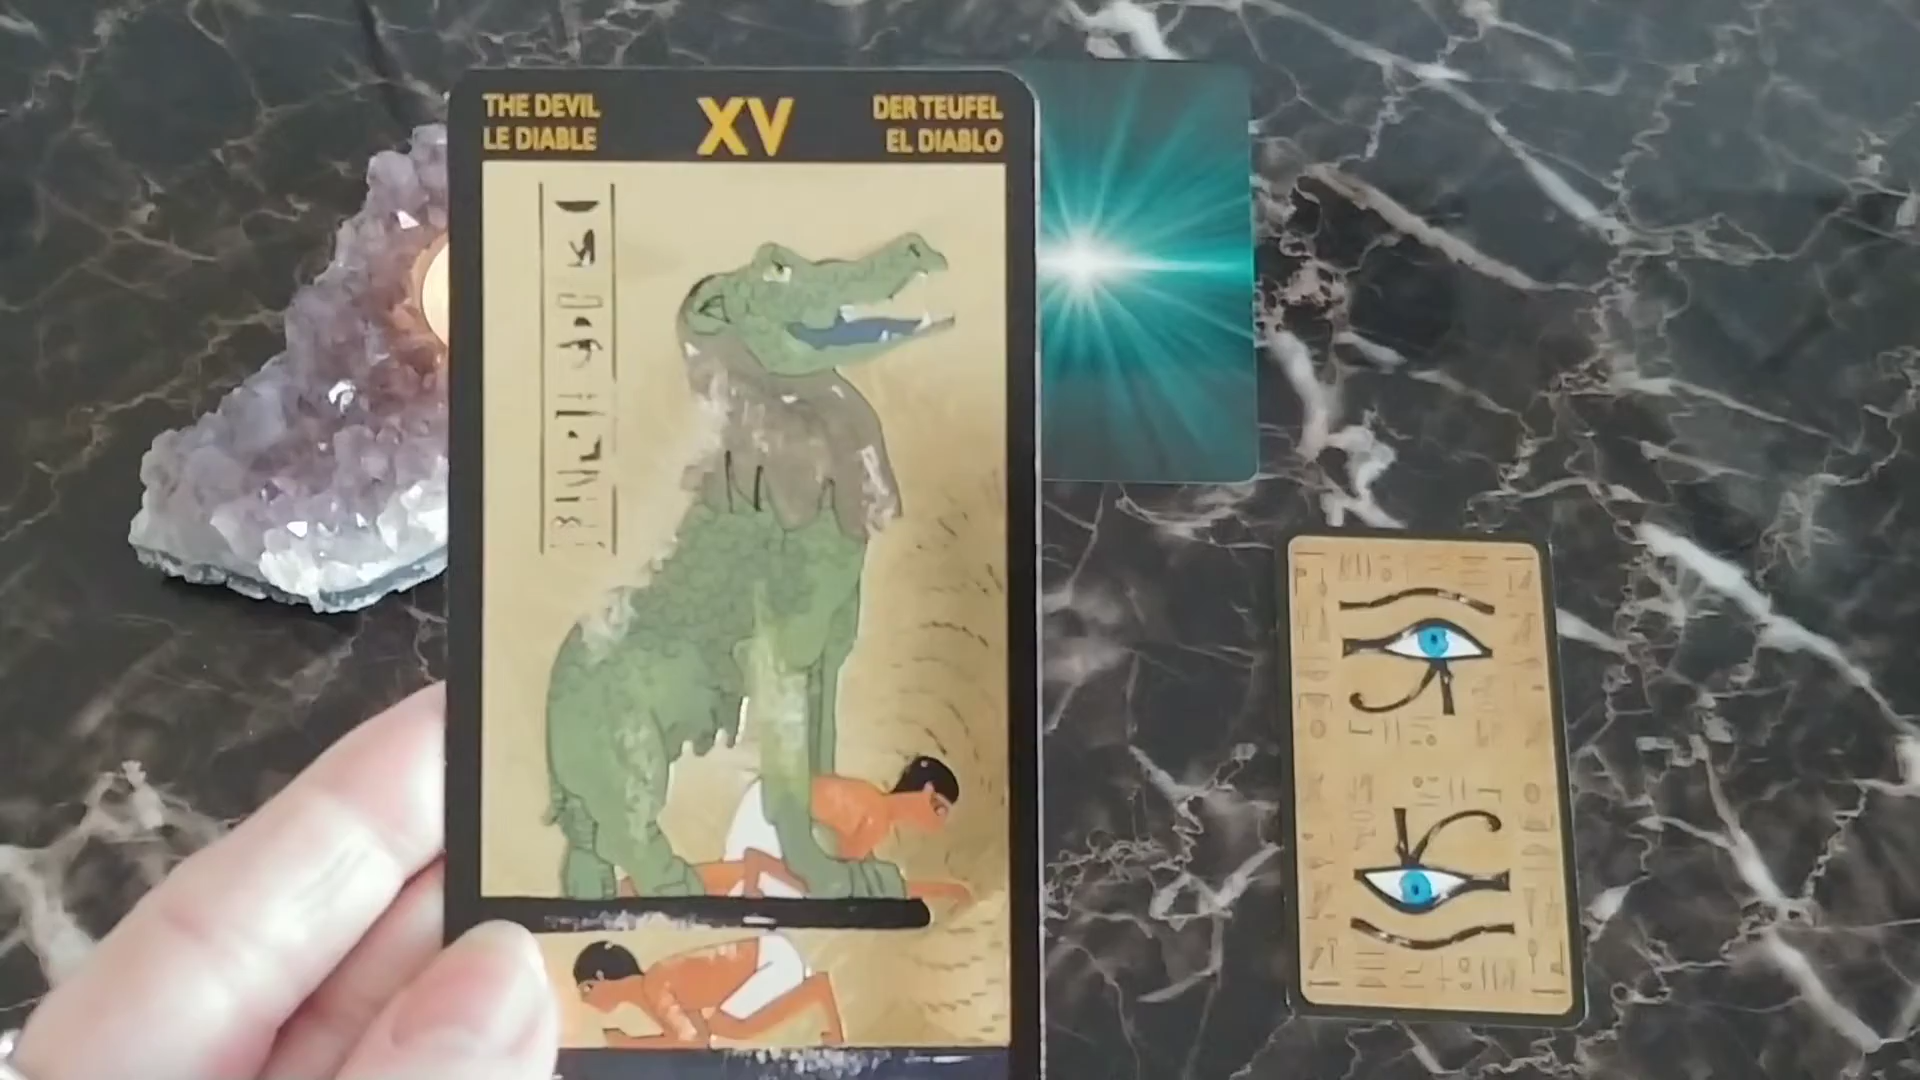 THE DEVIL
LE DIABLE
XV
DER TEUFEL
EL DIABLO